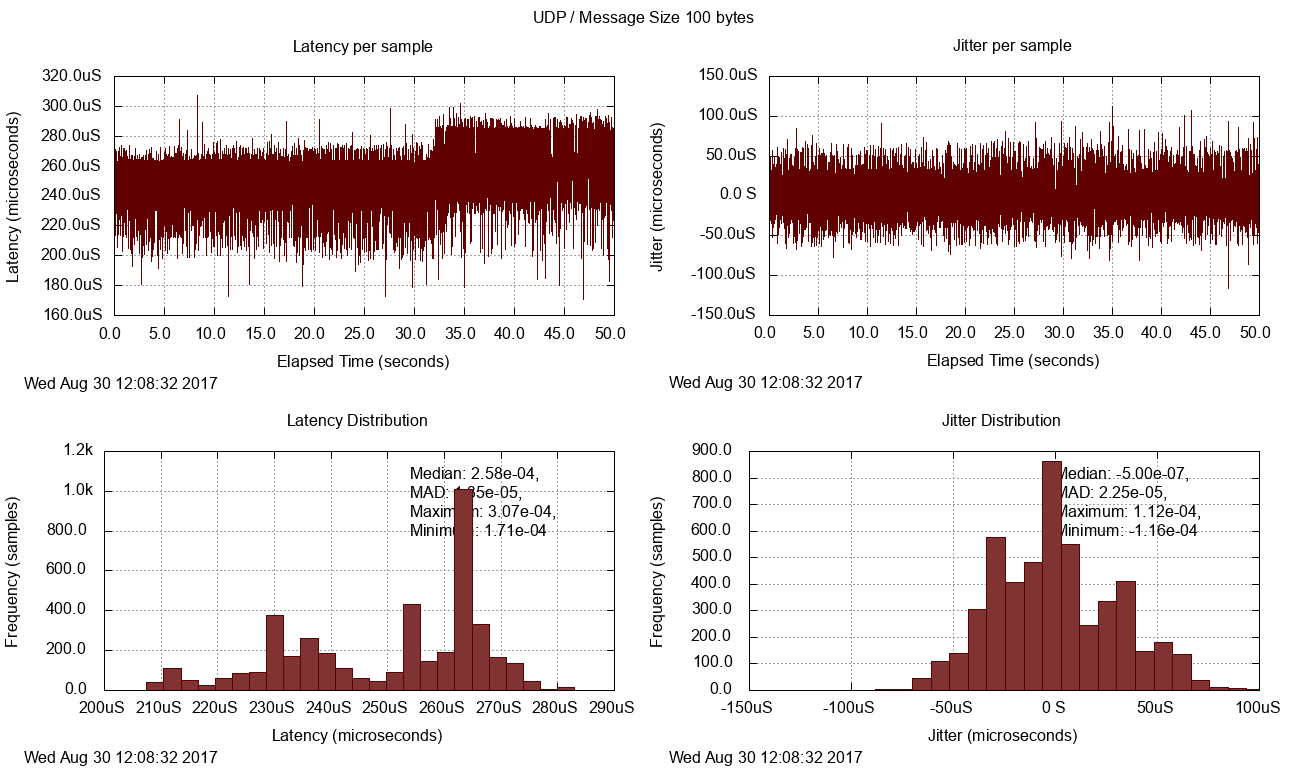 UDP / Message Size 100 bytes
Latency per sample
320.0uS
300.0uS
280.0uS
260.0uS
240.0uS
220.0uS
200.0uS
180.0uS
160.0uS
Latency (microseconds)
0.0 5.0 10.0 15.0 20.0 25.0 30.0 35.0 40.0 45.0 50.0
Elapsed Time (seconds)
Wed Aug 30 12:08:32 2017
Jitter per sample
150.0uS
100.0uS
50.0uS
0.0 S
-50.0uS
-100.0uS
-150.0uS
Jitter (microseconds)
0.0 5.0 10.0 15.0 20.0 25.0 30.0 35.0 40.0 45.0 50.0
Elapsed Time (seconds)
Wed Aug 30 12:08:32 2017
Latency Distribution
1.2k
1.0k
800.0
600.0
400.0
200.0
0.0
Frequency (samples)
Median: 2.58e-04,
MAD: 35e-05,
Maximum: 3.07e-04,
Minimum: 1.71e-04
200uS 210uS 220uS 230uS 240uS 250uS 260uS 270uS 280uS 290uS
Latency (microseconds)
Wed Aug 30 12:08:32 2017
Jitter Distribution
900.0
800.0
700.0
600.0
500.0
400.0
300.0
200.0
100.0
0.0
Frequency (samples)
Median: -5.00e-07,
MAD: 2.25e-05,
Maximum: 1.12e-04,
Minimum: -1.16e-04
-150uS -100uS -50uS 0 S 50uS 100uS
Jitter (microseconds)
Wed Aug 30 12:08:32 2017